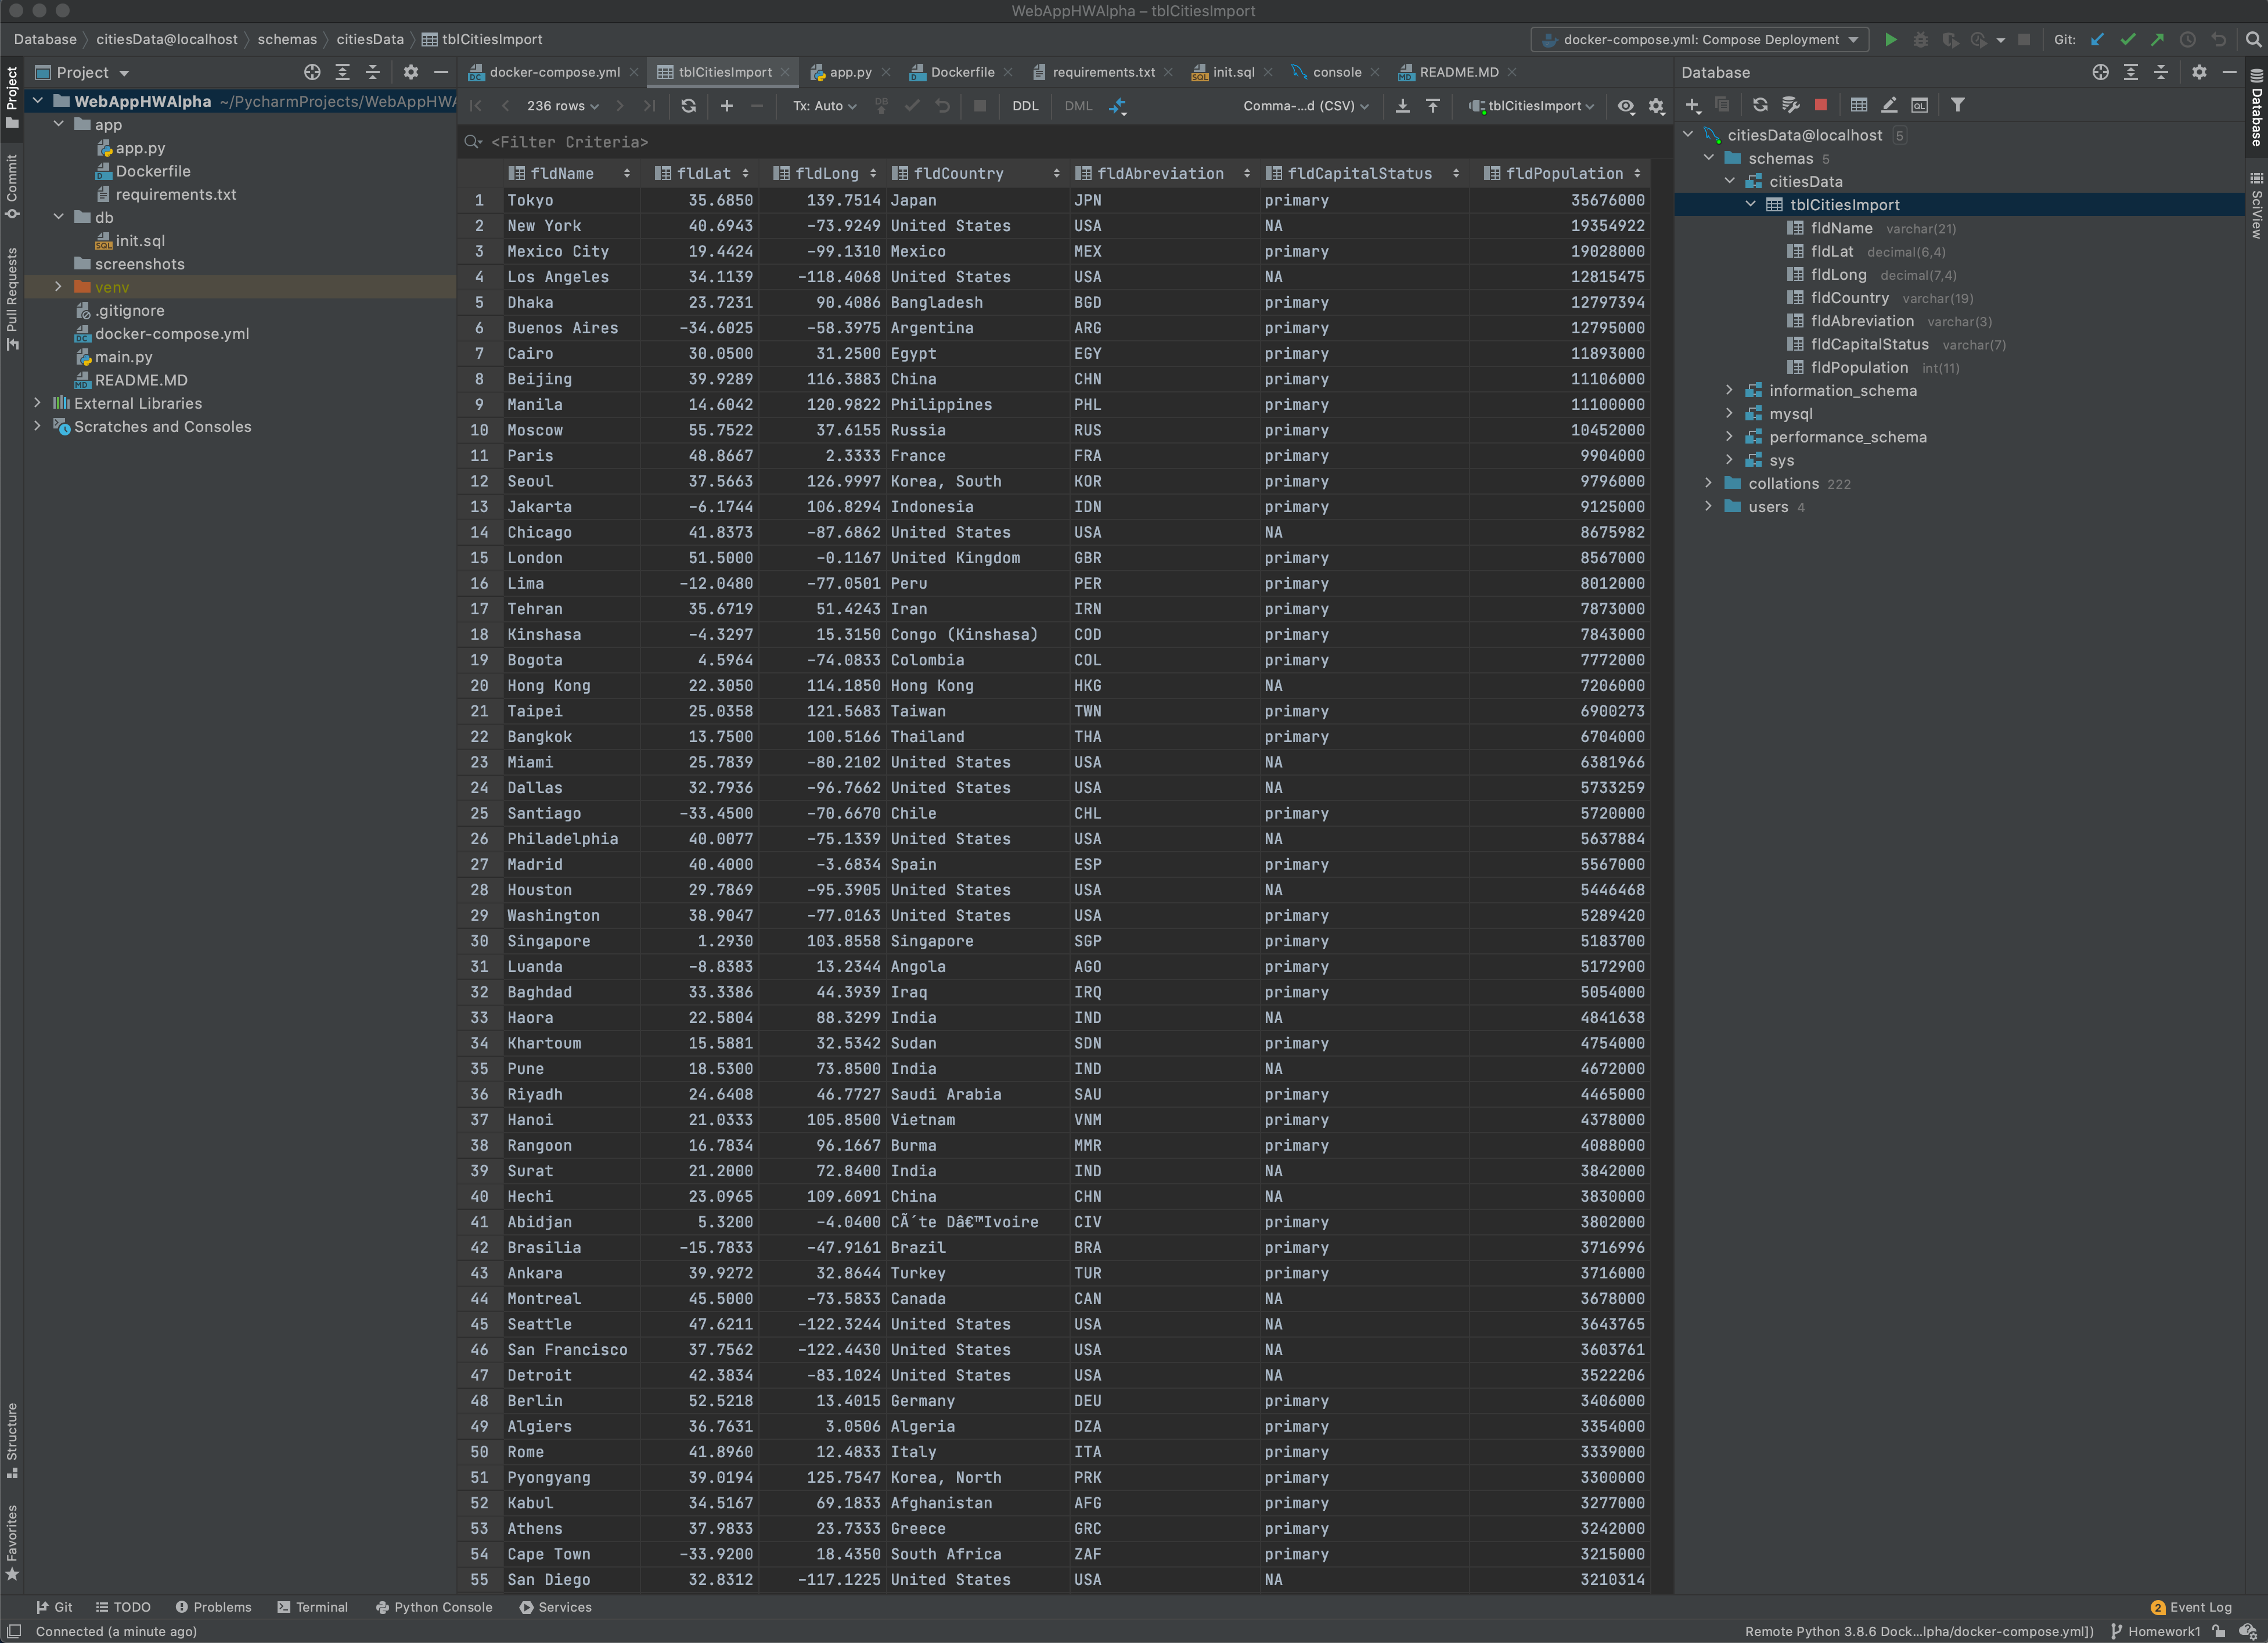 WebAppHWAlpha – tblCitiesImport
Database citiesData@localhost schemas citiesData tblCitiesImport docker-compose.yml: Compose Deployment Git:
Project docker-compose.yml tblCitiesImport app.py Dockerfile requirements.txt init.sql console README.MD Database
236 rows Tx: Auto DB DDL DML Comma-...d (CSV) tblCitiesImport
<Filter Criteria>
Project
Commit
Pull Requests
Structure
Favorites
WebAppHWAlpha ~/PycharmProjects/WebAppHWA
app
app.py
Dockerfile
requirements.txt
db
init.sql
screenshots
venv
.gitignore
docker-compose.yml
main.py
README.MD
External Libraries
Scratches and Consoles
fldName fldLat fldLong fldCountry fldAbreviation fldCapitalStatus fldPopulation
1 Tokyo 35.6850 139.7514 Japan JPN primary 35676000
2 New York 40.6943 -73.9249 United States USA NA 19354922
3 Mexico City 19.4424 -99.1310 Mexico MEX primary 19028000
4 Los Angeles 34.1139 -118.4068 United States USA NA 12815475
5 Dhaka 23.7231 90.4086 Bangladesh BGD primary 12797394
6 Buenos Aires -34.6025 -58.3975 Argentina ARG primary 12795000
7 Cairo 30.0500 31.2500 Egypt EGY primary 11893000
8 Beijing 39.9289 116.3883 China CHN primary 11106000
9 Manila 14.6042 120.9822 Philippines PHL primary 11100000
10 Moscow 55.7522 37.6155 Russia RUS primary 10452000
11 Paris 48.8667 2.3333 France FRA primary 9904000
12 Seoul 37.5663 126.9997 Korea, South KOR primary 9796000
13 Jakarta -6.1744 106.8294 Indonesia IDN primary 9125000
14 Chicago 41.8373 -87.6862 United States USA NA 8675982
15 London 51.5000 -0.1167 United Kingdom GBR primary 8567000
16 Lima -12.0480 -77.0501 Peru PER primary 8012000
17 Tehran 35.6719 51.4243 Iran IRN primary 7873000
18 Kinshasa -4.3297 15.3150 Congo (Kinshasa) COD primary 7843000
19 Bogota 4.5964 -74.0833 Colombia COL primary 7772000
20 Hong Kong 22.3050 114.1850 Hong Kong HKG NA 7206000
21 Taipei 25.0358 121.5683 Taiwan TWN primary 6900273
22 Bangkok 13.7500 100.5166 Thailand THA primary 6704000
23 Miami 25.7839 -80.2102 United States USA NA 6381966
24 Dallas 32.7936 -96.7662 United States USA NA 5733259
25 Santiago -33.4500 -70.6670 Chile CHL primary 5720000
26 Philadelphia 40.0077 -75.1339 United States USA NA 5637884
27 Madrid 40.4000 -3.6834 Spain ESP primary 5567000
28 Houston 29.7869 -95.3905 United States USA NA 5446468
29 Washington 38.9047 -77.0163 United States USA primary 5289420
30 Singapore 1.2930 103.8558 Singapore SGP primary 5183700
31 Luanda -8.8383 13.2344 Angola AGO primary 5172900
32 Baghdad 33.3386 44.3939 Iraq IRQ primary 5054000
33 Haora 22.5804 88.3299 India IND NA 4841638
34 Khartoum 15.5881 32.5342 Sudan SDN primary 4754000
35 Pune 18.5300 73.8500 India IND NA 4672000
36 Riyadh 24.6408 46.7727 Saudi Arabia SAU primary 4465000
37 Hanoi 21.0333 105.8500 Vietnam VNM primary 4378000
38 Rangoon 16.7834 96.1667 Burma MMR primary 4088000
39 Surat 21.2000 72.8400 India IND NA 3842000
40 Hechi 23.0965 109.6091 China CHN NA 3830000
41 Abidjan 5.3200 -4.0400 CÃ´te Dâ€™Ivoire CIV primary 3802000
42 Brasilia -15.7833 -47.9161 Brazil BRA primary 3716996
43 Ankara 39.9272 32.8644 Turkey TUR primary 3716000
44 Montreal 45.5000 -73.5833 Canada CAN NA 3678000
45 Seattle 47.6211 -122.3244 United States USA NA 3643765
46 San Francisco 37.7562 -122.4430 United States USA NA 3603761
47 Detroit 42.3834 -83.1024 United States USA NA 3522206
48 Berlin 52.5218 13.4015 Germany DEU primary 3406000
49 Algiers 36.7631 3.0506 Algeria DZA primary 3354000
50 Rome 41.8960 12.4833 Italy ITA primary 3339000
51 Pyongyang 39.0194 125.7547 Korea, North PRK primary 3300000
52 Kabul 34.5167 69.1833 Afghanistan AFG primary 3277000
53 Athens 37.9833 23.7333 Greece GRC primary 3242000
54 Cape Town -33.9200 18.4350 South Africa ZAF primary 3215000
55 San Diego 32.8312 -117.1225 United States USA NA 3210314
citiesData@localhost 5
schemas 5
citiesData
tblCitiesImport
fldName varchar(21)
fldLat decimal(6,4)
fldLong decimal(7,4)
fldCountry varchar(19)
fldAbreviation varchar(3)
fldCapitalStatus varchar(7)
fldPopulation int(11)
information_schema
mysql
performance_schema
sys
collations 222
users 4
Database
SciView
Git TODO Problems Terminal Python Console Services 2 Event Log
Connected (a minute ago) Remote Python 3.8.6 Dock...lpha/docker-compose.yml]) Homework1